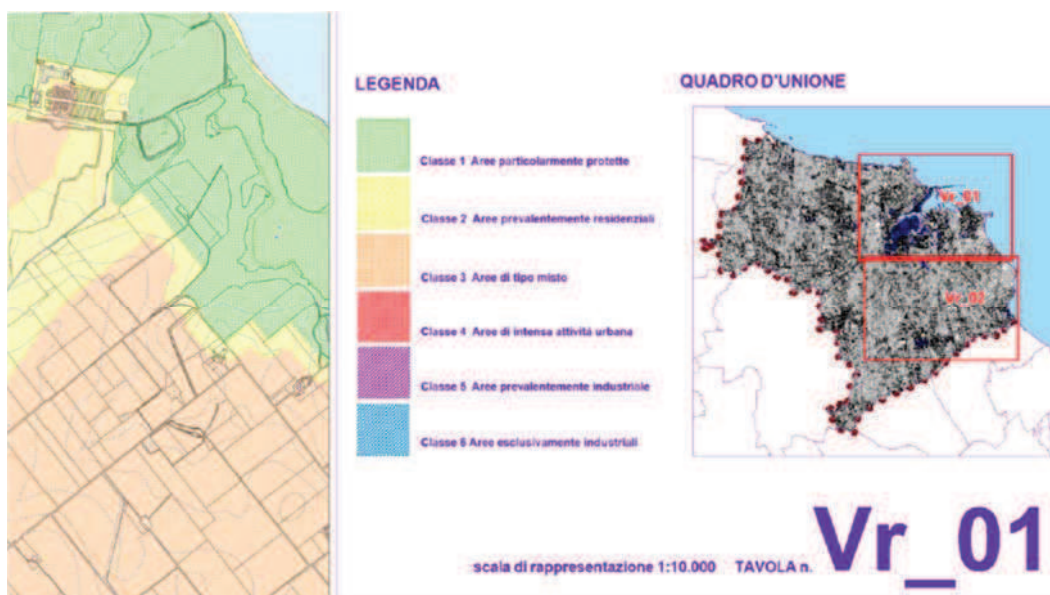 LEGENDA
Classe 1 Aree particolarmente protette
Classe 2 Aree prevalentemente residenziali
Classe 3 Aree di tipo misto
Classe 4 Aree di intensa attività urbana
Classe 5 Aree prevalentemente industriale
Classe 6 Aree esclusivamente industriali
QUADRO D'UNIONE
Vr_01
Vr_02
scala di rappresentazione 1:10.000 TAVOLA n. Vr_01